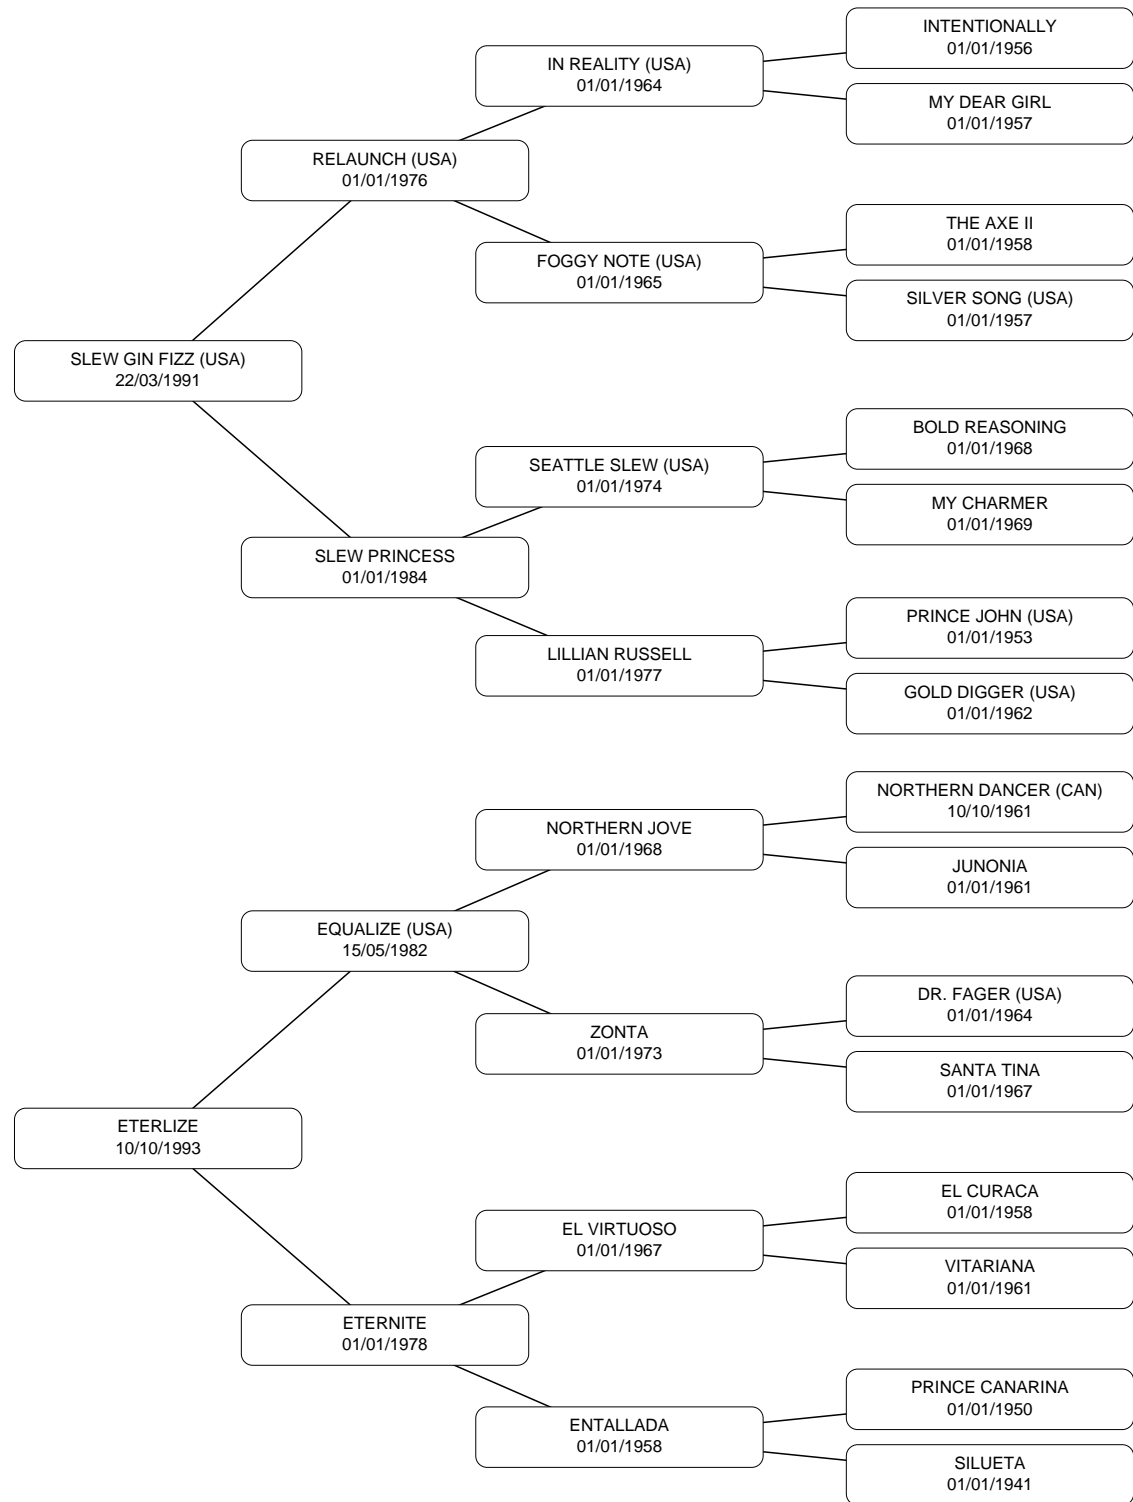 INTENTIONALLY
01/01/1956
IN REALITY (USA)
01/01/1964
MY DEAR GIRL
01/01/1957
RELAUNCH (USA)
01/01/1976
THE AXE II
01/01/1958
FOGGY NOTE (USA)
01/01/1965
SILVER SONG (USA)
01/01/1957
SLEW GIN FIZZ (USA)
22/03/1991
BOLD REASONING
01/01/1968
SEATTLE SLEW (USA)
01/01/1974
MY CHARMER
01/01/1969
SLEW PRINCESS
01/01/1984
PRINCE JOHN (USA)
01/01/1953
LILLIAN RUSSELL
01/01/1977
GOLD DIGGER (USA)
01/01/1962
NORTHERN DANCER (CAN)
10/10/1961
NORTHERN JOVE
01/01/1968
JUNONIA
01/01/1961
EQUALIZE (USA)
15/05/1982
DR. FAGER (USA)
01/01/1964
ZONTA
01/01/1973
SANTA TINA
01/01/1967
ETERLIZE
10/10/1993
EL CURACA
01/01/1958
EL VIRTUOSO
01/01/1967
VITARIANA
01/01/1961
ETERNITE
01/01/1978
PRINCE CANARINA
01/01/1950
ENTALLADA
01/01/1958
SILUETA
01/01/1941